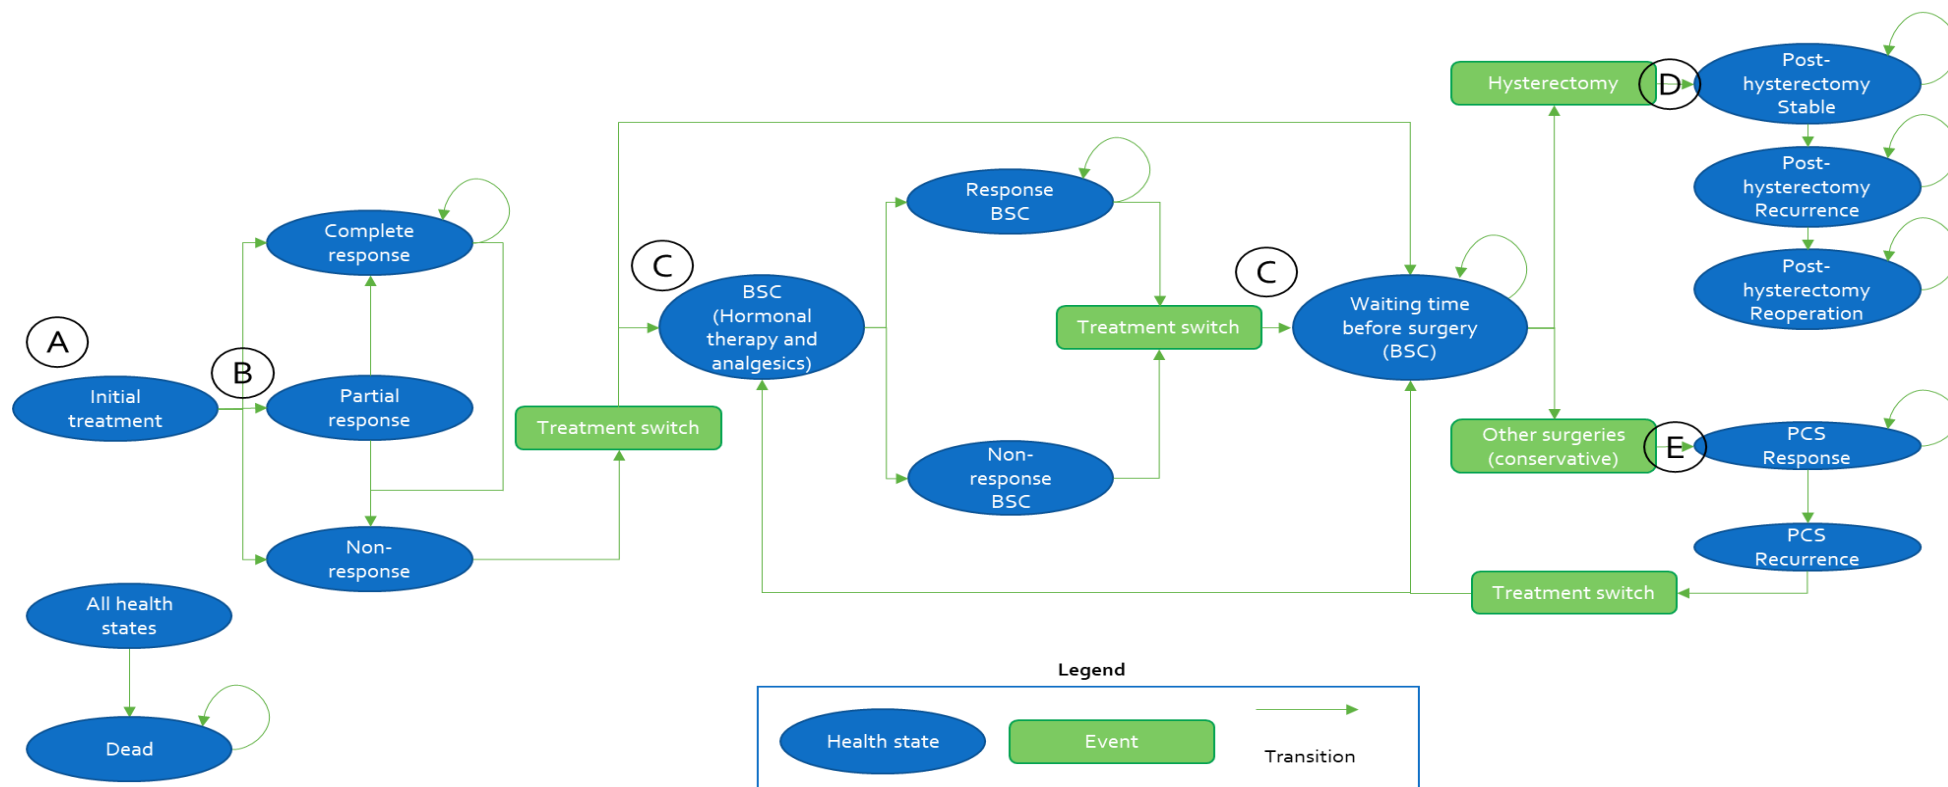 A
Initial
treatment
B
Complete
response
Partial
response
Non-
response
All health
states
Dead
Treatment switch
C
BSC
(Hormonal
therapy and
analgesics)
Response
BSC
Non-
response
BSC
Treatment switch
C
Waiting time
before surgery
(BSC)
Hysterectomy
D
Post-
hysterectomy
Stable
Post-
hysterectomy
Recurrence
Post-
hysterectomy
Reoperation
Other surgeries
(conservative)
E
PCS
Response
PCS
Recurrence
Treatment switch
Legend
Health state
Event
Transition